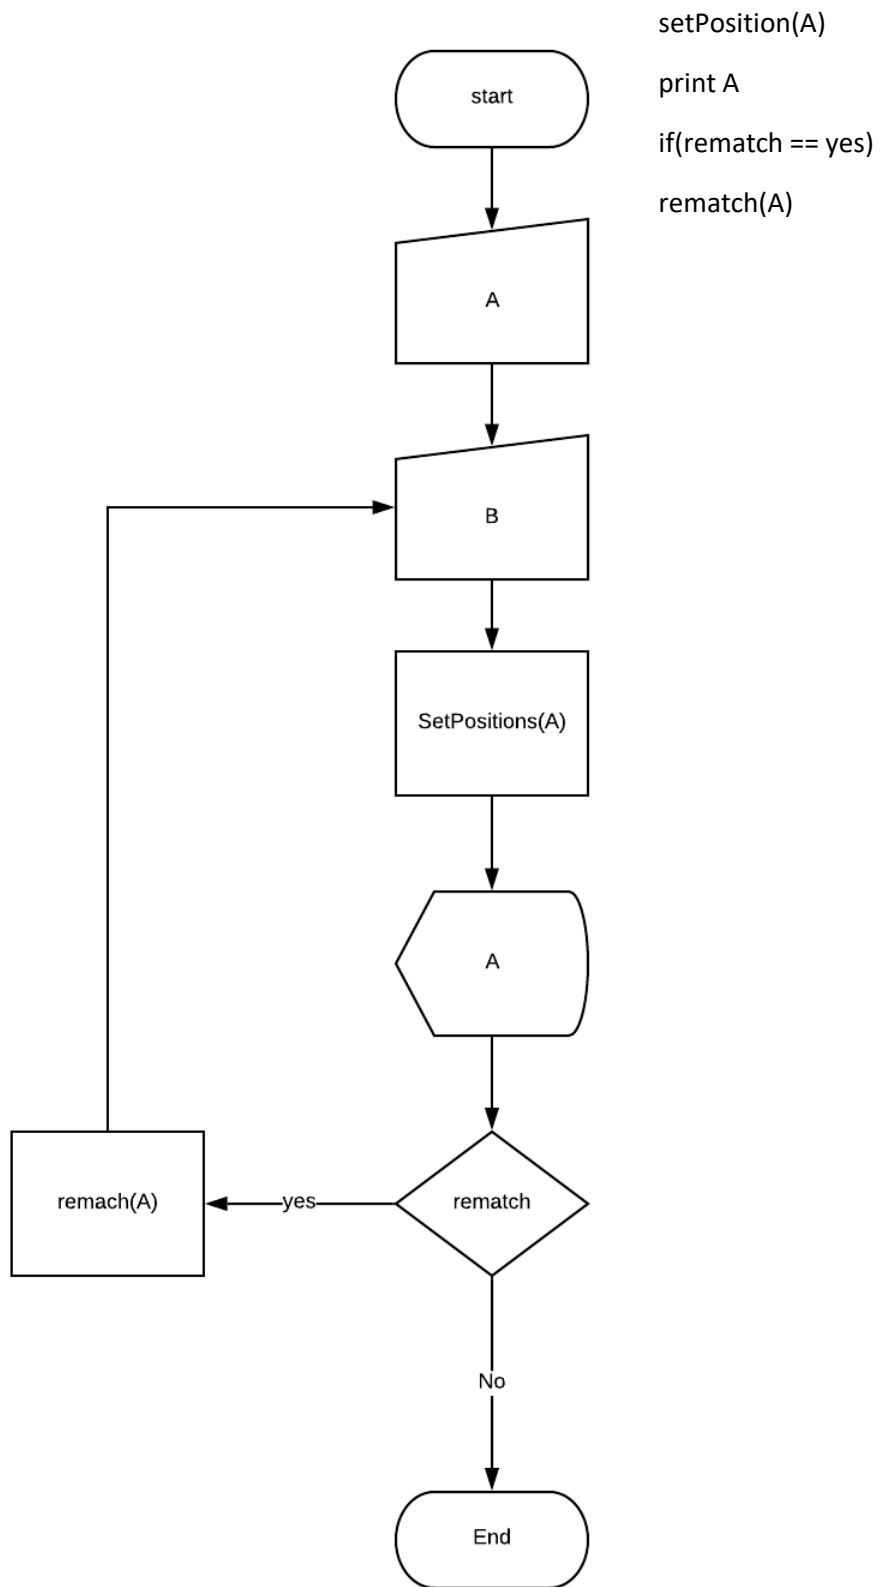 setPosition(A)
print A
if(rematch == yes)
rematch(A)
start
A
B
SetPositions(A)
A
rematch
yes
remach(A)
No
End